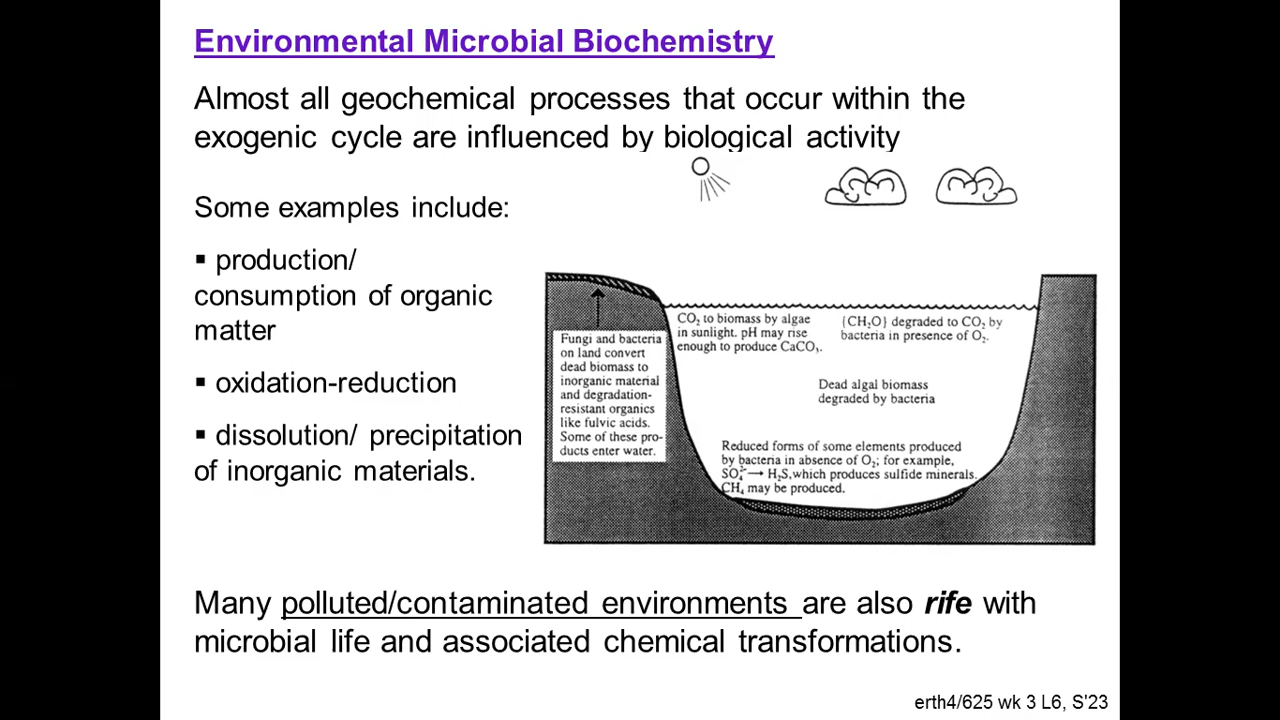 Environmental Microbial Biochemistry
Almost all geochemical processes that occur within the
exogenic cycle are influenced by biological activity
Some examples include:
▪ production/
consumption of organic
matter
▪ oxidation-reduction
▪ dissolution/ precipitation
of inorganic materials.
Fungi and bacteria
on land convert
dead biomass to
inorganic material
and degradation-
resistant organics
like fulvic acids.
Some of these pro-
ducts enter water.
CO₂ to biomass by algae
in sunlight. pH may rise
enough to produce CaCO₃.
{CH₂O} degraded to CO₂ by
bacteria in presence of O₂.
Dead algal biomass
degraded by bacteria
Reduced forms of some elements produced
by bacteria in absence of O₂; for example,
SO₄²⁻ → H₂S, which produces sulfide minerals.
CH₄ may be produced.
Many polluted/contaminated environments are also rife with
microbial life and associated chemical transformations.
erth4/625 wk 3 L6, S'23